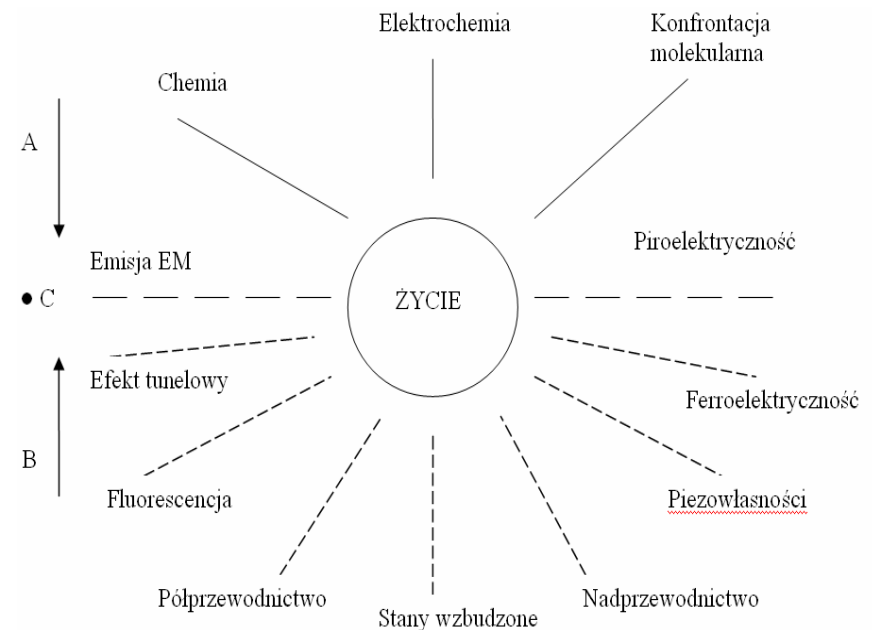 Elektrochemia
Konfrontacja
molekularna
Chemia
A
Piroelektryczność
Emisja EM
C
ŻYCIE
Efekt tunelowy
Ferroelektryczność
B
Fluorescencja
Piezowłasności
Półprzewodnictwo
Nadprzewodnictwo
Stany wzbudzone